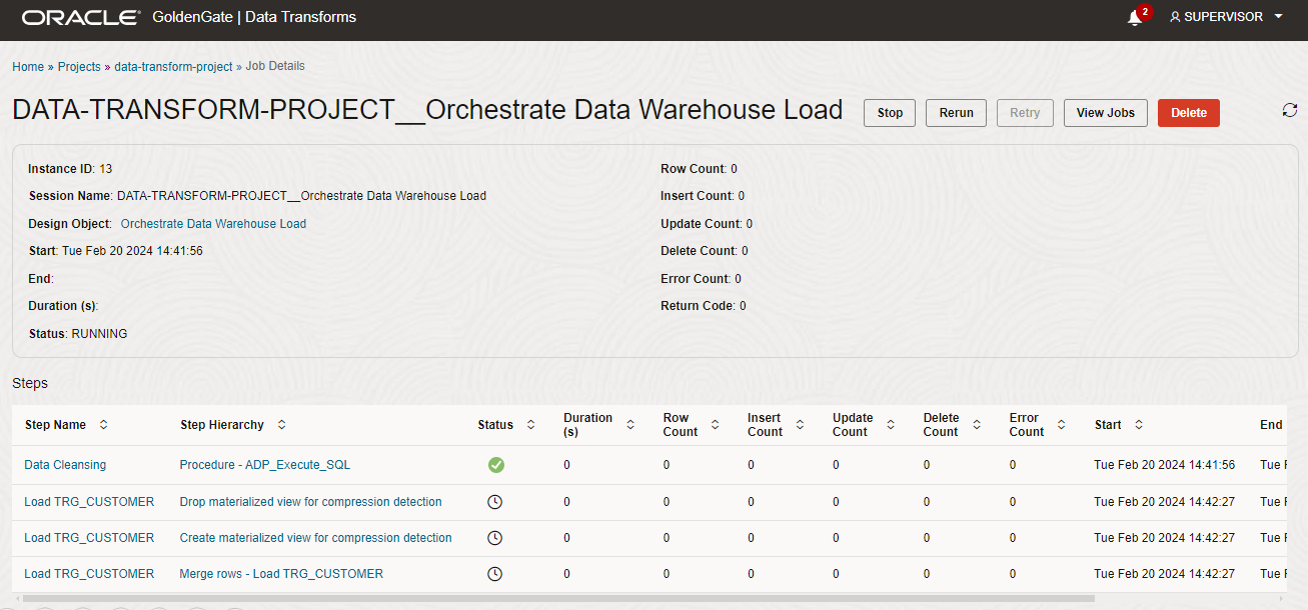 ORACLE GoldenGate | Data Transforms 2 SUPERVISOR
Home » Projects » data-transform-project » Job Details
DATA-TRANSFORM-PROJECT__Orchestrate Data Warehouse Load Stop Rerun Retry View Jobs Delete
Instance ID: 13 Row Count: 0
Session Name: DATA-TRANSFORM-PROJECT__Orchestrate Data Warehouse Load Insert Count: 0
Design Object: Orchestrate Data Warehouse Load Update Count: 0
Start: Tue Feb 20 2024 14:41:56 Delete Count: 0
End: Error Count: 0
Duration (s): Return Code: 0
Status: RUNNING
Steps
Step Name Step Hierarchy Status Duration (s) Row Count Insert Count Update Count Delete Count Error Count Start End
Data Cleansing Procedure - ADP_Execute_SQL 0 0 0 0 0 0 Tue Feb 20 2024 14:41:56 Tue F
Load TRG_CUSTOMER Drop materialized view for compression detection 0 0 0 0 0 0 Tue Feb 20 2024 14:42:27 Tue F
Load TRG_CUSTOMER Create materialized view for compression detection 0 0 0 0 0 0 Tue Feb 20 2024 14:42:27 Tue F
Load TRG_CUSTOMER Merge rows - Load TRG_CUSTOMER 0 0 0 0 0 0 Tue Feb 20 2024 14:42:27 Tue F